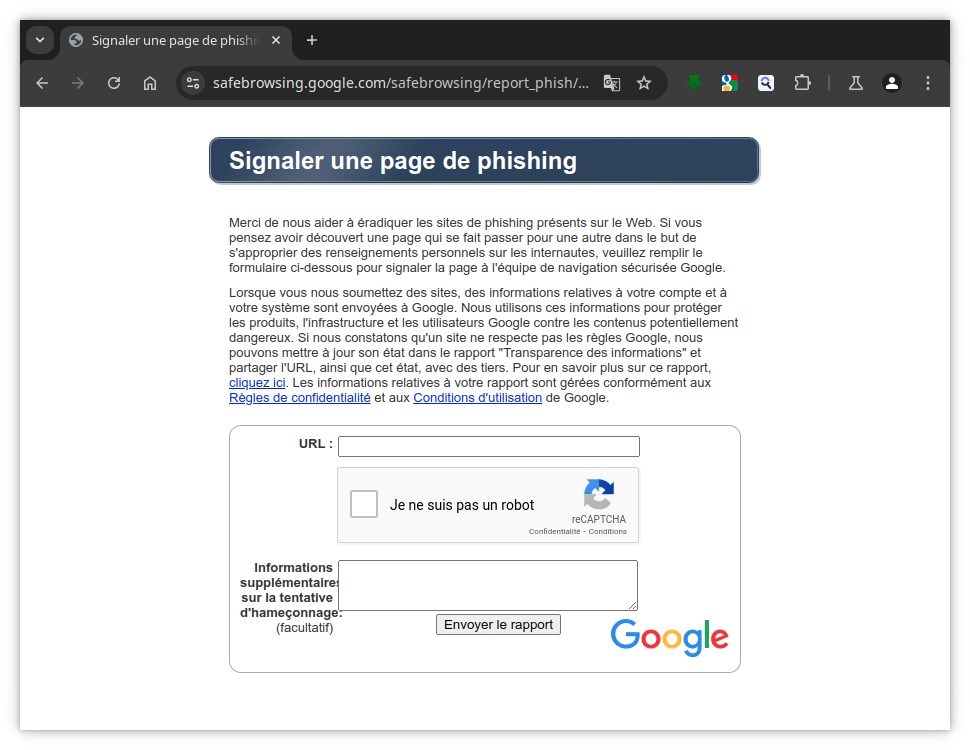 Signaler une page de phishi
safebrowsing.google.com/safebrowsing/report_phish/...
Signaler une page de phishing
Merci de nous aider à éradiquer les sites de phishing présents sur le Web. Si vous
pensez avoir découvert une page qui se fait passer pour une autre dans le but de
s'approprier des renseignements personnels sur les internautes, veuillez remplir le
formulaire ci-dessous pour signaler la page à l'équipe de navigation sécurisée Google.
Lorsque vous nous soumettez des sites, des informations relatives à votre compte et à
votre système sont envoyées à Google. Nous utilisons ces informations pour protéger
les produits, l'infrastructure et les utilisateurs Google contre les contenus potentiellement
dangereux. Si nous constatons qu'un site ne respecte pas les règles Google, nous
pouvons mettre à jour son état dans le rapport "Transparence des informations" et
partager l'URL, ainsi que cet état, avec des tiers. Pour en savoir plus sur ce rapport,
cliquez ici. Les informations relatives à votre rapport sont gérées conformément aux
Règles de confidentialité et aux Conditions d'utilisation de Google.
URL :
Je ne suis pas un robot
reCAPTCHA
Confidentialité - Conditions
Informations
supplémentaires
sur la tentative
d'hameçonnage:
(facultatif)
Envoyer le rapport
Google